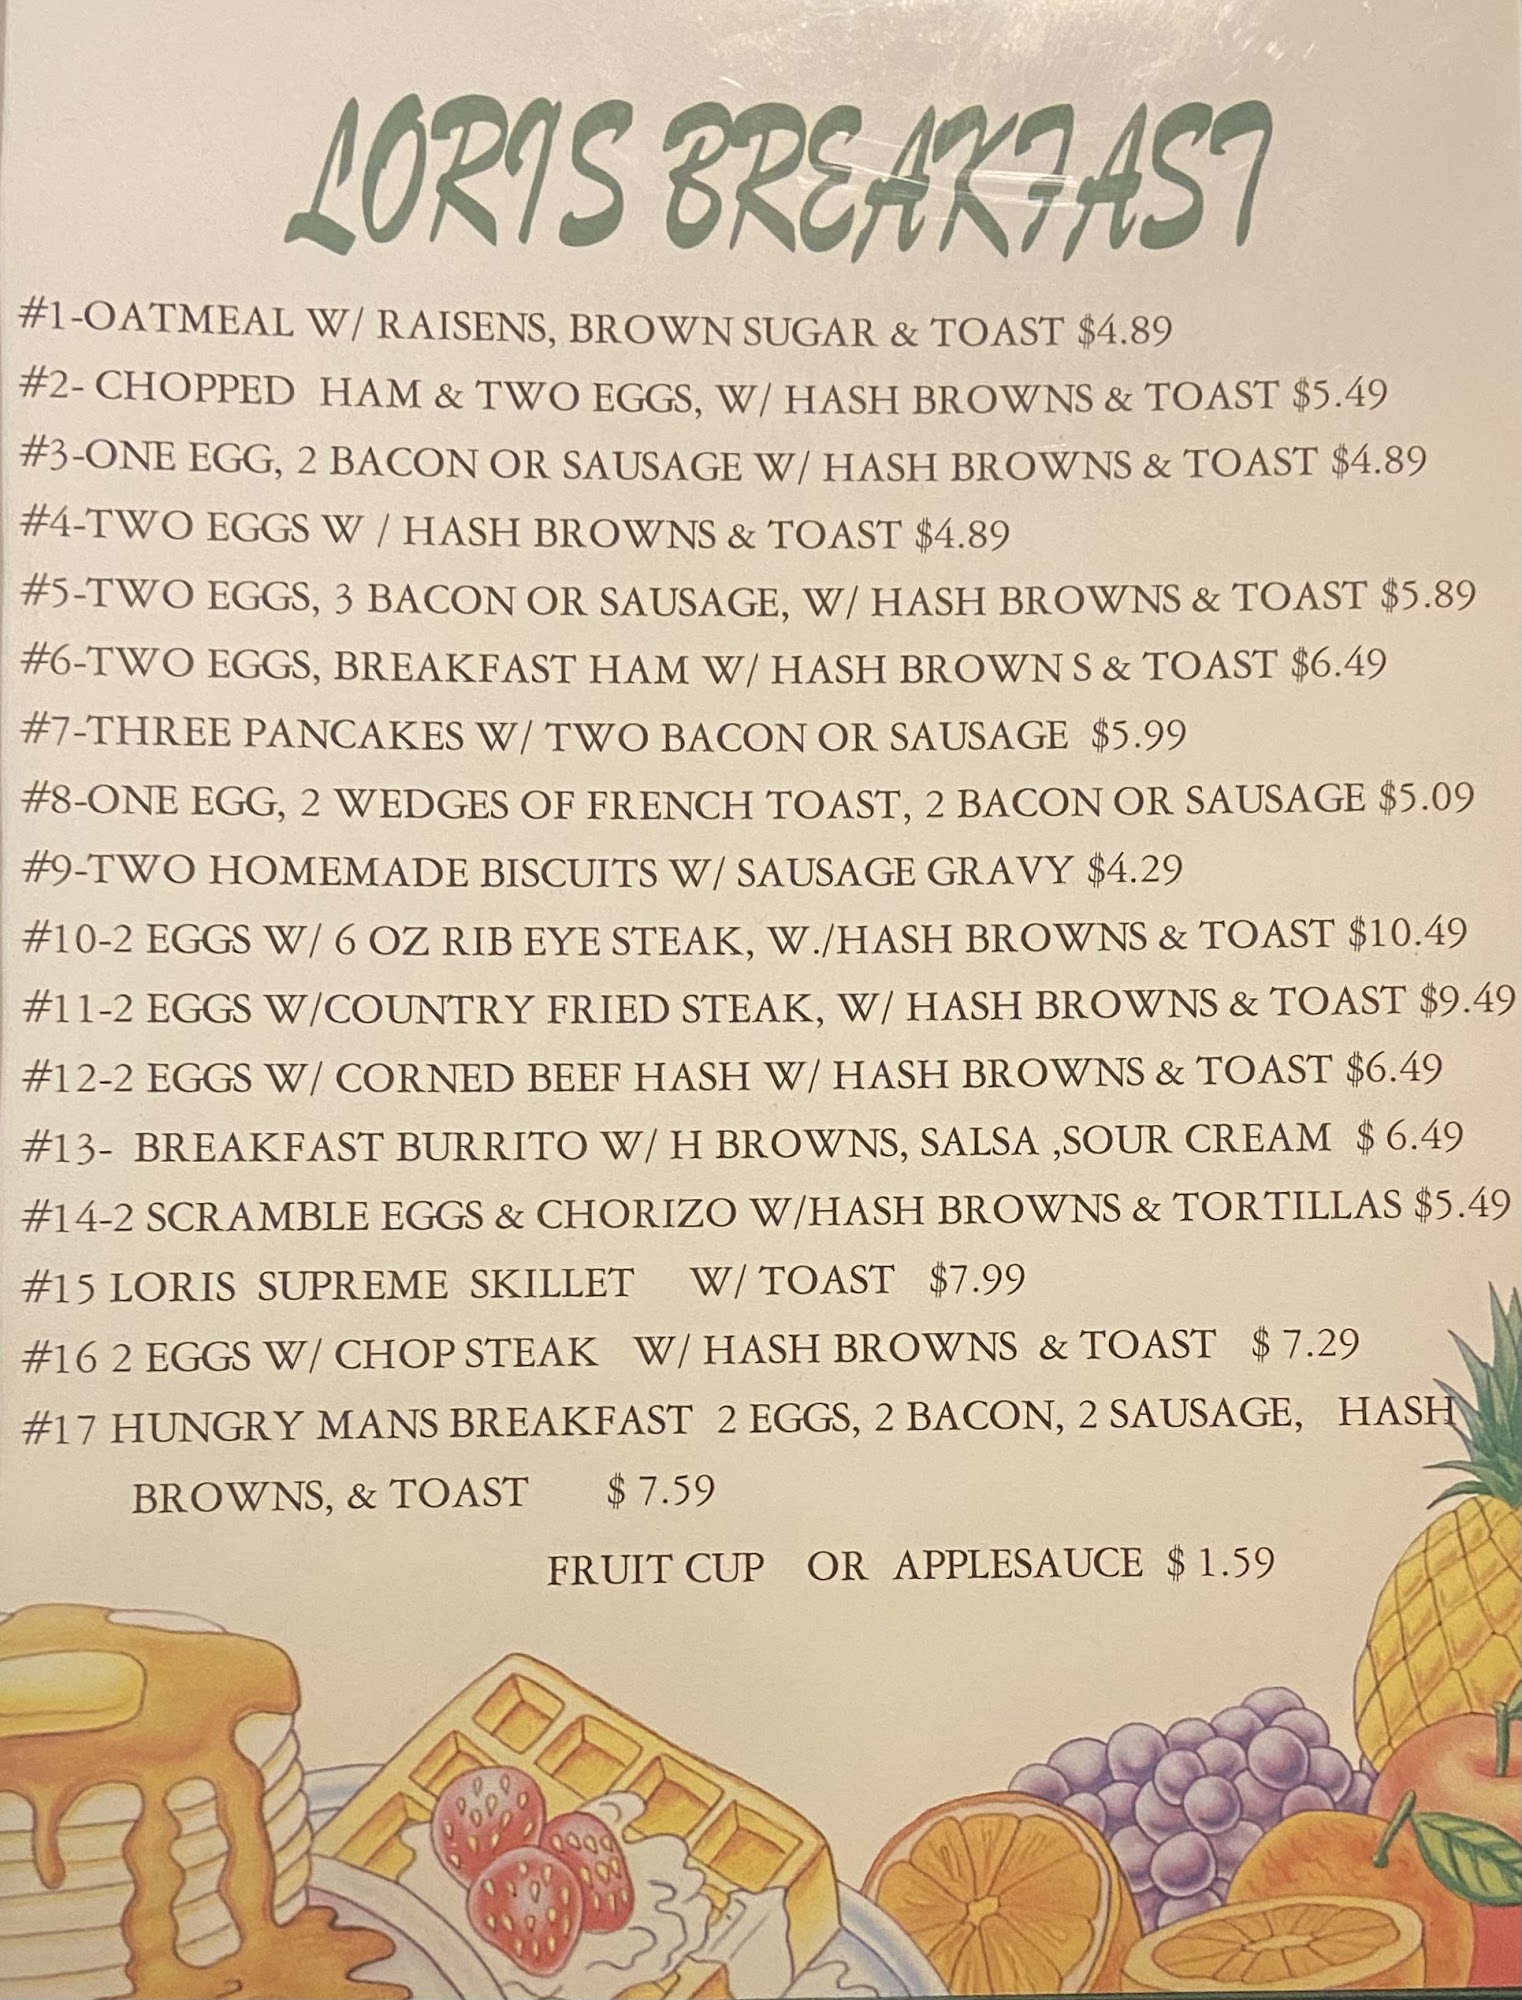 LORIS BREAKFAST
#1-OATMEAL W/ RAISENS, BROWN SUGAR & TOAST $4.89
#2- CHOPPED HAM & TWO EGGS, W/ HASH BROWNS & TOAST $5.49
#3-ONE EGG, 2 BACON OR SAUSAGE W/ HASH BROWNS & TOAST $4.89
#4-TWO EGGS W / HASH BROWNS & TOAST $4.89
#5-TWO EGGS, 3 BACON OR SAUSAGE, W/ HASH BROWNS & TOAST $5.89
#6-TWO EGGS, BREAKFAST HAM W/ HASH BROWN S & TOAST $6.49
#7-THREE PANCAKES W/ TWO BACON OR SAUSAGE $5.99
#8-ONE EGG, 2 WEDGES OF FRENCH TOAST, 2 BACON OR SAUSAGE $5.09
#9-TWO HOMEMADE BISCUITS W/ SAUSAGE GRAVY $4.29
#10-2 EGGS W/ 6 OZ RIB EYE STEAK, W./HASH BROWNS & TOAST $10.49
#11-2 EGGS W/COUNTRY FRIED STEAK, W/ HASH BROWNS & TOAST $9.49
#12-2 EGGS W/ CORNED BEEF HASH W/ HASH BROWNS & TOAST $6.49
#13- BREAKFAST BURRITO W/ H BROWNS, SALSA ,SOUR CREAM $ 6.49
#14-2 SCRAMBLE EGGS & CHORIZO W/HASH BROWNS & TORTILLAS $5.49
#15 LORIS SUPREME SKILLET W/ TOAST $7.99
#16 2 EGGS W/ CHOP STEAK W/ HASH BROWNS & TOAST $ 7.29
#17 HUNGRY MANS BREAKFAST 2 EGGS, 2 BACON, 2 SAUSAGE, HASH
BROWNS, & TOAST $ 7.59
FRUIT CUP OR APPLESAUCE $ 1.59